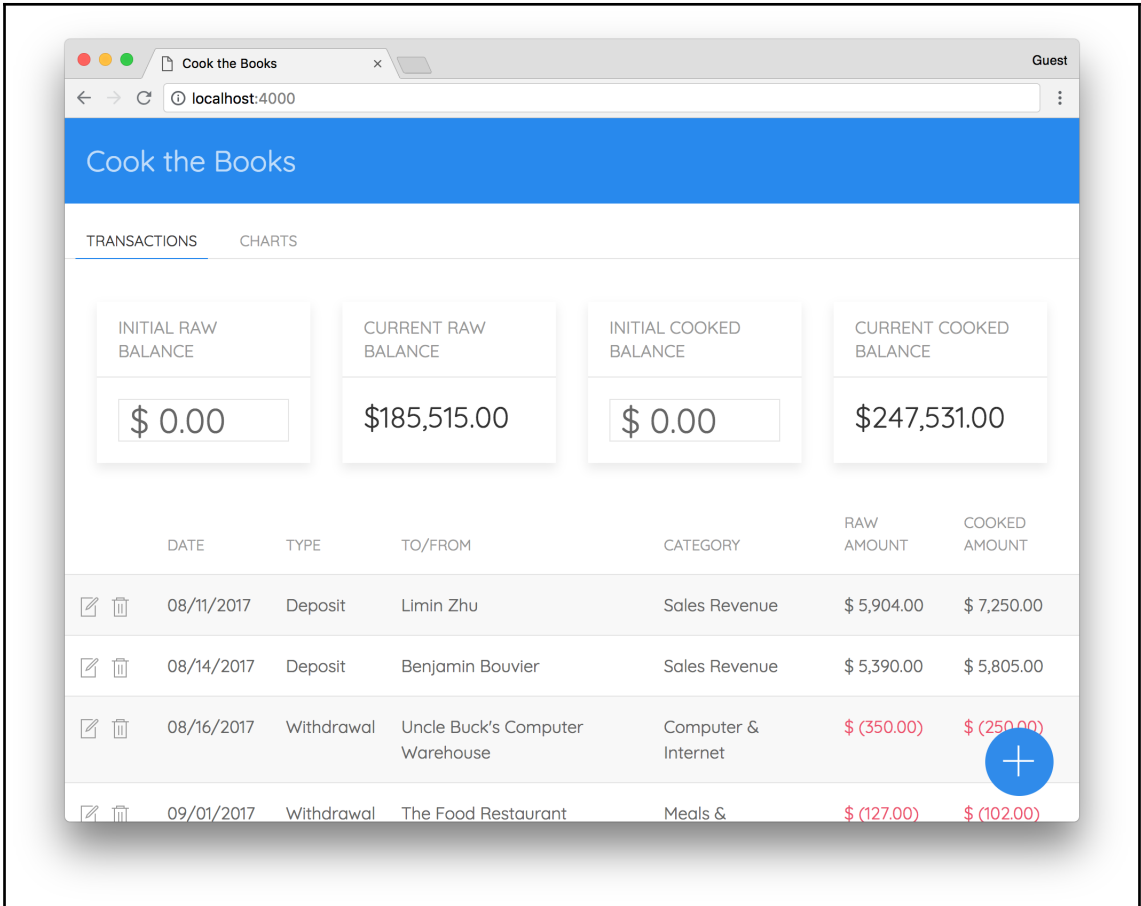 Cook the Books
Guest
localhost:4000
Cook the Books
TRANSACTIONS CHARTS
INITIAL RAW
BALANCE
$ 0.00
CURRENT RAW
BALANCE
$185,515.00
INITIAL COOKED
BALANCE
$ 0.00
CURRENT COOKED
BALANCE
$247,531.00
DATE TYPE TO/FROM CATEGORY RAW AMOUNT COOKED AMOUNT
08/11/2017 Deposit Limin Zhu Sales Revenue $ 5,904.00 $ 7,250.00
08/14/2017 Deposit Benjamin Bouvier Sales Revenue $ 5,390.00 $ 5,805.00
08/16/2017 Withdrawal Uncle Buck's Computer Computer & $ (350.00) $ (250.00)
Warehouse Internet
09/01/2017 Withdrawal The Food Restaurant Meals & $ (127.00) $ (102.00)